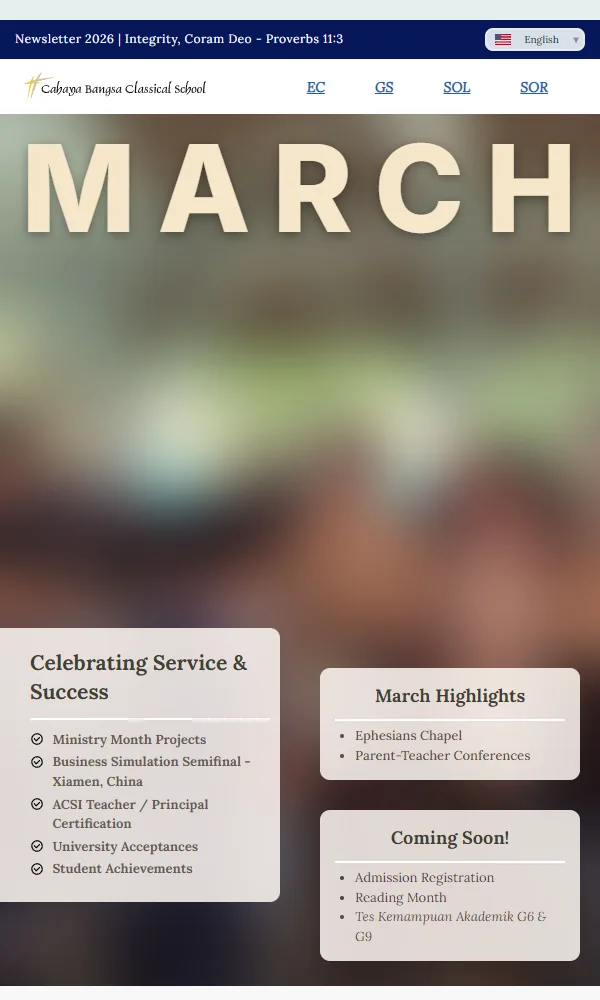 Newsletter 2026 | Integrity, Coram Deo - Proverbs 11:3
English
Cahaya Bangsa Classical School
EC GS SOL SOR
MARCH
Celebrating Service &
Success
Ministry Month Projects
Business Simulation Semifinal -
Xiamen, China
ACSI Teacher / Principal
Certification
University Acceptances
Student Achievements
March Highlights
Ephesians Chapel
Parent-Teacher Conferences
Coming Soon!
Admission Registration
Reading Month
Tes Kemampuan Akademik G6 &
G9